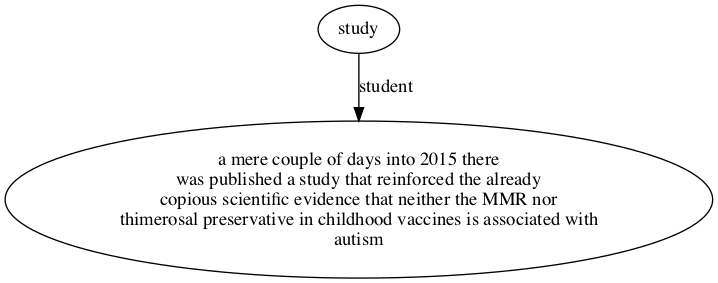 study
student
a mere couple of days into 2015 there
was published a study that reinforced the already
copious scientific evidence that neither the MMR nor
thimerosal preservative in childhood vaccines is associated with
autism